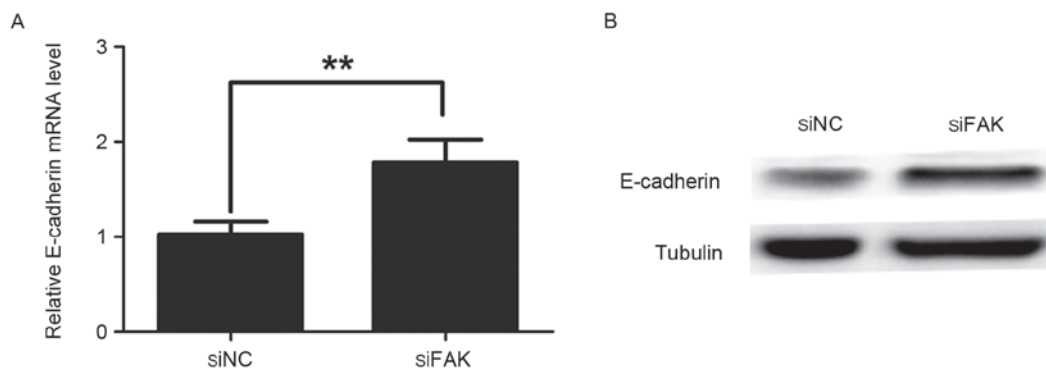 A
Relative E-cadherin mRNA level
3
2
1
0
**
siNC
siFAK
B
siNC
siFAK
E-cadherin
Tubulin